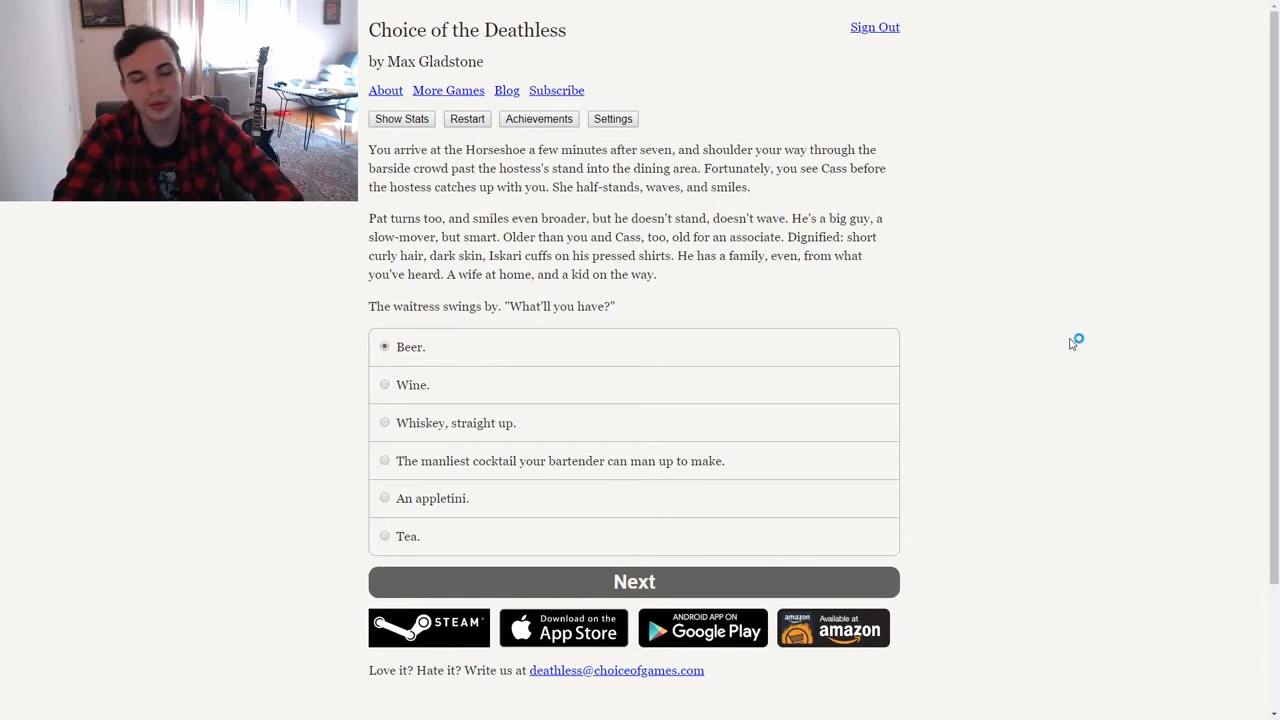 Choice of the Deathless
Sign Out
by Max Gladstone
About More Games Blog Subscribe
Show Stats Restart Achievements Settings
You arrive at the Horseshoe a few minutes after seven, and shoulder your way through the
barside crowd past the hostess's stand into the dining area. Fortunately, you see Cass before
the hostess catches up with you. She half-stands, waves, and smiles.
Pat turns too, and smiles even broader, but he doesn't stand, doesn't wave. He's a big guy, a
slow-mover, but smart. Older than you and Cass, too, old for an associate. Dignified: short
curly hair, dark skin, Iskari cuffs on his pressed shirts. He has a family, even, from what
you've heard. A wife at home, and a kid on the way.
The waitress swings by. "What'll you have?"
Beer.
Wine.
Whiskey, straight up.
The manliest cocktail your bartender can man up to make.
An appletini.
Tea.
Next
STEAM
Download on the
App Store
ANDROID APP ON
Google Play
amazon
apps
Available at
amazon
Love it? Hate it? Write us at deathless@choiceofgames.com